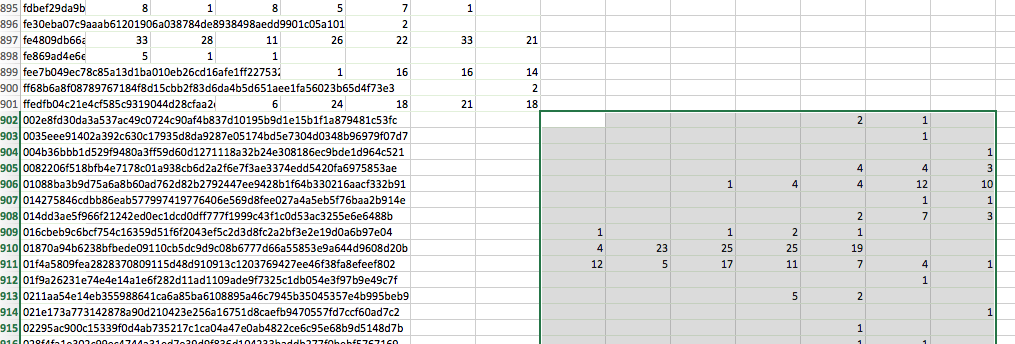 895 fdbef29da9b 8 1 8 5 7 1
896 fe30eba07c9aaab61201906a038784de8938498aedd9901c05a101 2
897 fe4809db66a 33 28 11 26 22 33 21
898 fe869ad4e6e 5 1 1
899 fee7b049ec78c85a13d1ba010eb26cd16afe1ff227532 1 16 16 14
900 ff68b6a8f08789767184f8d15cbb2f83d6da4b5d651aee1fa56023b65d4f73e3 2
901 ffedfb04c21e4cf585c9319044d28cfaa2 6 24 18 21 18
902 002e8fd30da3a537ac49c0724c90af4b837d10195b9d1e15b1f1a879481c53fc 2 1
903 0035eee91402a392c630c17935d8da9287e05174bd5e7304d0348b96979f07d7 1
904 004b36bbb1d529f9480a3ff59d60d1271118a32b24e308186ec9bde1d964c521 1
905 0082206f518bfb4e7178c01a938cb6d2a2f6e7f3ae3374edd5420fa6975853ae 4 4 3
906 01088ba3b9d75a6a8b60ad762d82b2792447ee9428b1f64b330216aacf332b91 1 4 4 12 10
907 014275846cdbb86eab577997419776406e569d8fee027a4a5eb5f76baa2b914e 1 1
908 014dd3ae5f966f21242ed0ec1dcd0dff777f1999c43f1c0d53ac3255e6e6488b 2 7 3
909 016cbeb9c6bcf754c16359d51f6f2043ef5c2d3d8fc2a2bf3e2e19d0a6b97e04 1 1 2 1
910 01870a94b6238bfbede09110cb5dc9d9c08b6777d66a55853e9a644d9608d20b 4 23 25 25 19
911 01f4a5809fea2828370809115d48d910913c1203769427ee46f38fa8efeef802 12 5 17 11 7 4 1
912 01f9a26231e74e4e14a1e6f282d11ad1109ade9f7325c1db054e3f97b9e49c7f 1
913 0211aa54e14eb355988641ca6a85ba6108895a46c7945b35045357e4b995beb9 5 2
914 021e173a773142878a90d210423e256a16751d8caefb9470557fd7ccf60ad7c2 1
915 02295ac900c15339f0d4ab735217c1ca04a47e0ab4822ce6c95e68b9d5148d7b 1